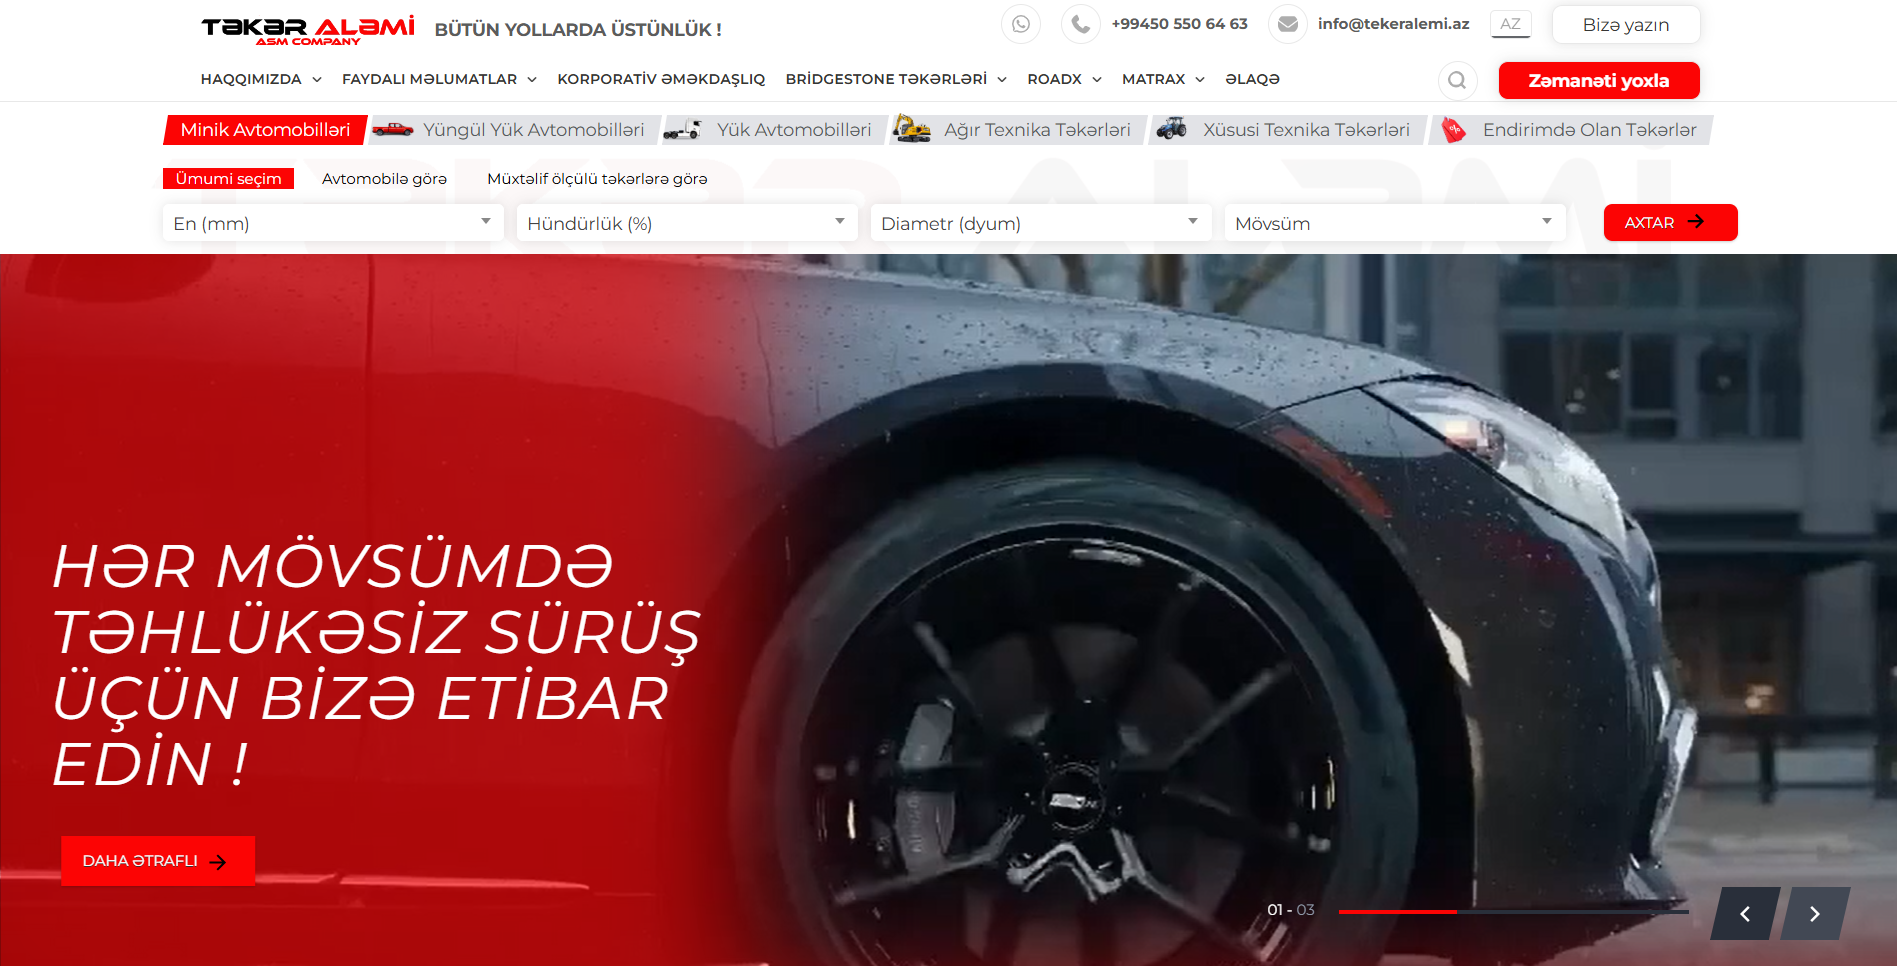 TəKəR ALəMİ
ASM COMPANY
BÜTÜN YOLLARDA ÜSTÜNLÜK !
+99450 550 64 63
info@tekeralemi.az
AZ
Bizə yazın
HAQQIMIZDA
FAYDALI MƏLUMATLAR
KORPORATİV ƏMƏKDAŞLIQ
BRİDGESTONE TƏKƏRLƏRİ
ROADX
MATRAX
ƏLAQƏ
Zəmanəti yoxla
Minik Avtomobilləri
Yüngül Yük Avtomobilləri
Yük Avtomobilləri
Ağır Texnika Təkərləri
Xüsusi Texnika Təkərləri
%
Endirimdə Olan Təkərlər
Ümumi seçim
Avtomobilə görə
Müxtəlif ölçülü təkərlərə görə
En (mm)
Hündürlük (%)
Diametr (dyum)
Mövsüm
AXTAR
HƏR MÖVSÜMDƏ
TƏHLÜKƏSİZ SÜRÜŞ
ÜÇÜN BİZƏ ETİBAR
EDİN !
DAHA ƏTRAFLI
01 - 03